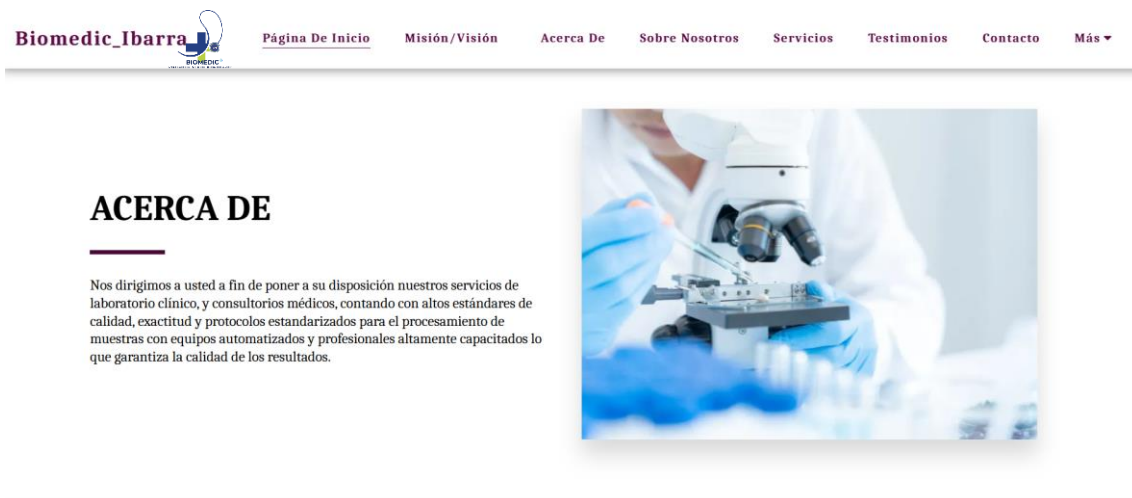 Biomedic_Ibarra
BIOMEDIC
Página De Inicio
Misión/Visión
Acerca De
Sobre Nosotros
Servicios
Testimonios
Contacto
Más
ACERCA DE
Nos dirigimos a usted a fin de poner a su disposición nuestros servicios de
laboratorio clínico, y consultorios médicos, contando con altos estándares de
calidad, exactitud y protocolos estandarizados para el procesamiento de
muestras con equipos automatizados y profesionales altamente capacitados lo
que garantiza la calidad de los resultados.